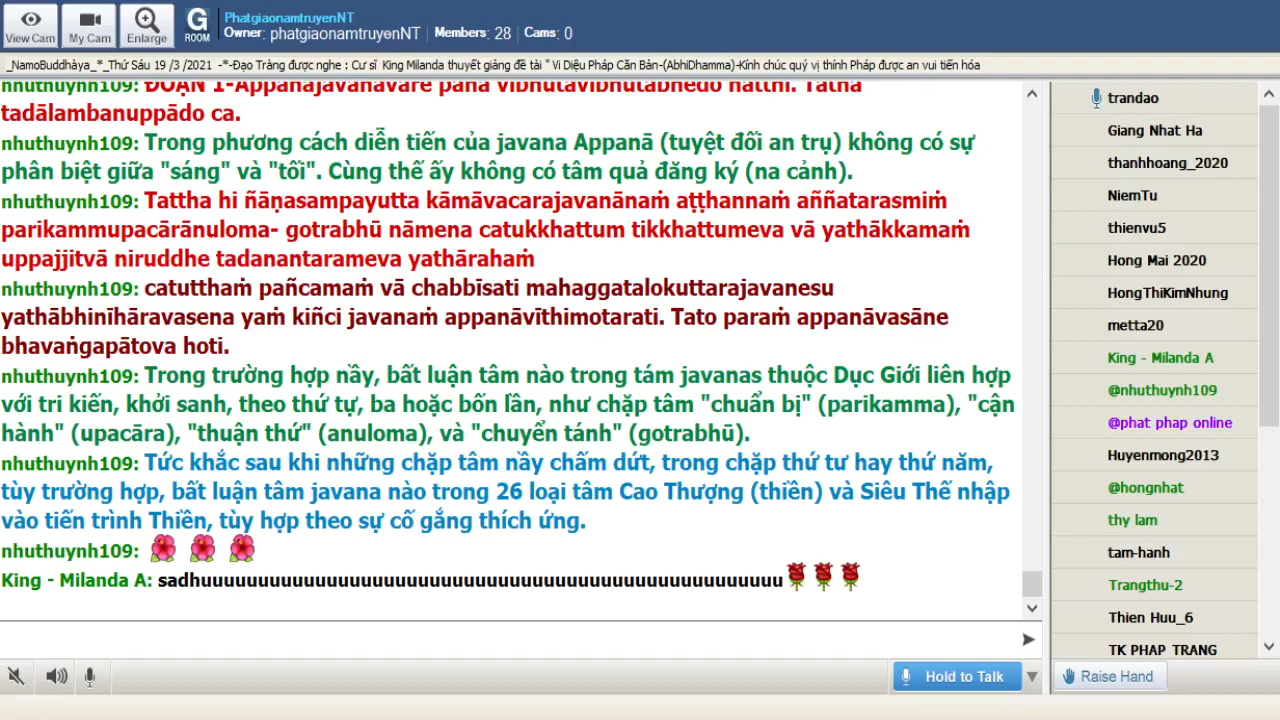 View Cam
My Cam
Enlarge
G
ROOM
PhatgiaonamtruyenNT
Owner: phatgiaonamtruyenNT Members: 28 Cams: 0
_NamoBuddhàya_*_Thứ Sáu 19 /3 /2021 -*-Đạo Tràng được nghe : Cư sĩ King Milanda thuyết giảng đề tài " Vi Diệu Pháp Căn Bản-(AbhiDhamma)-Kính chúc quý vị thính Pháp được an vui tiến hóa
nhuthuynh109: ĐOẠN 1-Appanājavanavāre pana vibhūtāvibhūtabhedo natthi. Tathā
tadālambanuppādo ca.
nhuthuynh109: Trong phương cách diễn tiến của javana Appanā (tuyệt đối an trụ) không có sự
phân biệt giữa "sáng" và "tối". Cùng thế ấy không có tâm quả đăng ký (na cảnh).
nhuthuynh109: Tattha hi ñāṇasampayutta kāmāvacarajavanānaṁ aṭṭhannaṁ aññatarasmiṁ
parikammupacārānuloma- gotrabhū nāmena catukkhattum tikkhattumeva vā yathākkamaṁ
uppajjitvā niruddhe tadanantarameva yathārahaṁ
nhuthuynh109: catutthaṁ pañcamaṁ vā chabbīsati mahaggatalokuttarajavanesu
yathābhinīhāravasena yaṁ kiñci javanaṁ appanāvīthimotarati. Tato paraṁ appanāvasāne
bhavaṅgapātova hoti.
nhuthuynh109: Trong trường hợp nầy, bất luận tâm nào trong tám javanas thuộc Dục Giới liên hợp
với tri kiến, khởi sanh, theo thứ tự, ba hoặc bốn lần, như chặp tâm "chuẩn bị" (parikamma), "cận
hành" (upacāra), "thuận thứ" (anuloma), và "chuyển tánh" (gotrabhū).
nhuthuynh109: Tức khắc sau khi những chặp tâm nầy chấm dứt, trong chặp thứ tư hay thứ năm,
tùy trường hợp, bất luận tâm javana nào trong 26 loại tâm Cao Thượng (thiền) và Siêu Thế nhập
vào tiến trình Thiền, tùy hợp theo sự cố gắng thích ứng.
nhuthuynh109:
King - Milanda A: sadhuuuuuuuuuuuuuuuuuuuuuuuuuuuuuuuuuuuuuuuuuuuuuuuuuuu
Hold to Talk
trandao
Giang Nhat Ha
thanhhoang_2020
NiemTu
thienvu5
Hong Mai 2020
HongThiKimNhung
metta20
King - Milanda A
@nhuthuynh109
@phat phap online
Huyenmong2013
@hongnhat
thy lam
tam-hanh
Trangthu-2
Thien Huu_6
TK PHAP TRANG
Raise Hand